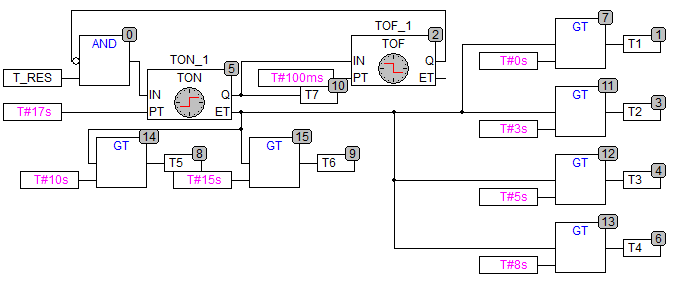 TOF_1
0
2
7
AND
TOF
GT
TON_1
1
T1
5
IN
Q
TON
T#0s
T_RES
T#100ms
PT
ET
10
T7
IN
Q
11
T#17s
PT
ET
GT
3
T2
T#3s
14
15
12
GT
GT
8
9
GT
4
T5
T6
T3
T#10s
T#15s
T#5s
13
GT
6
T4
T#8s